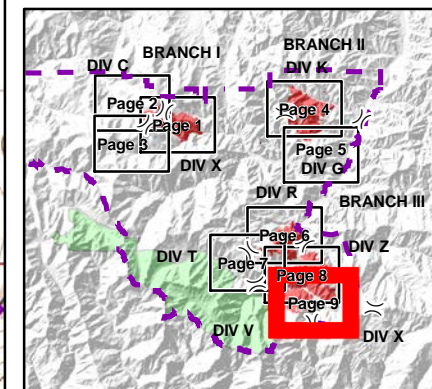 BRANCH I
BRANCH II
DIV C
DIV K
Page 2
Page 1
Page 4
Page 3
Page 5
DIV X
DIV G
DIV R
BRANCH III
Page 6
DIV T
Page 7
DIV Z
Page 8
Page 9
DIV V
DIV X